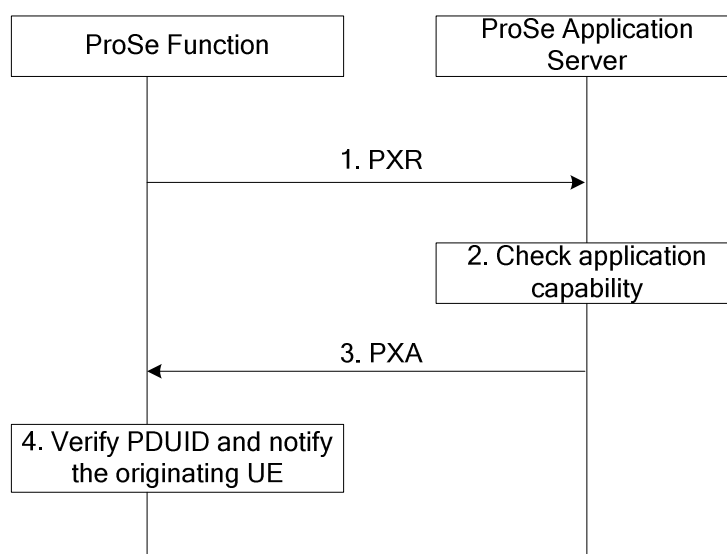 ProSe Function
ProSe Application
Server
1. PXR
2. Check application
capability
3. PXA
4. Verify PDUID and notify
the originating UE